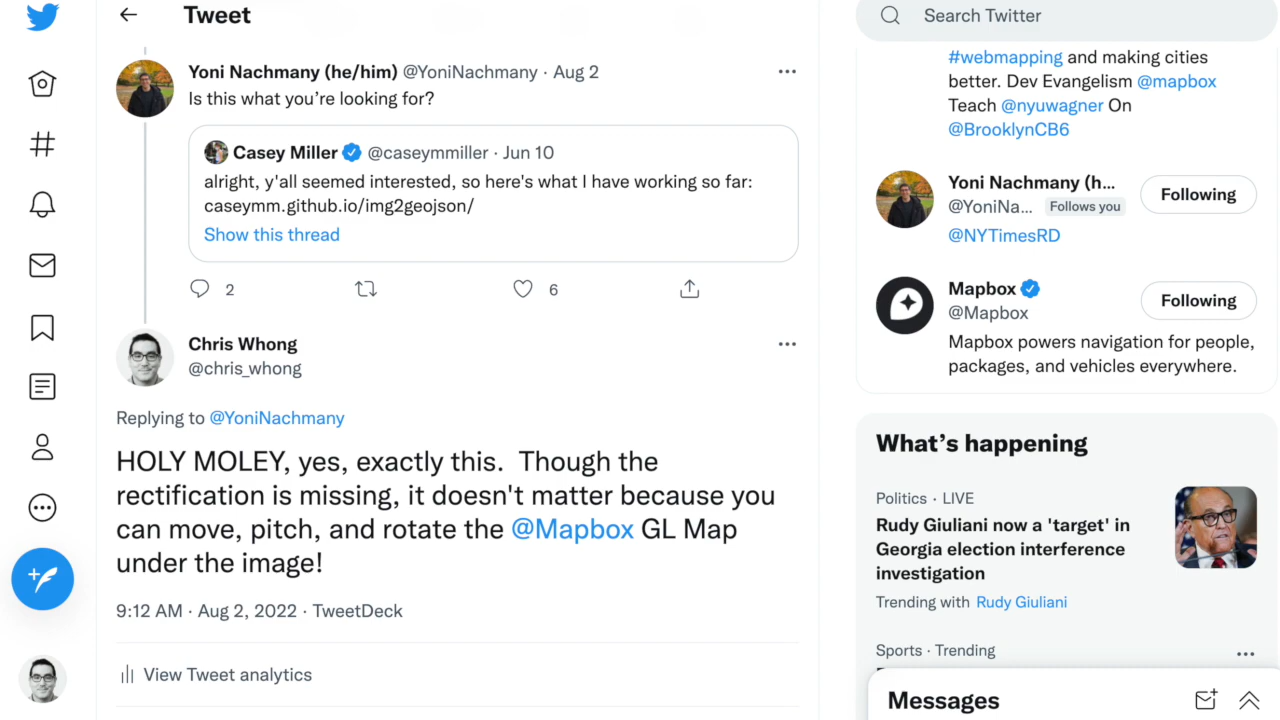 Tweet
Yoni Nachmany (he/him) @YoniNachmany · Aug 2
Is this what you're looking for?
Casey Miller @caseymmiller · Jun 10
alright, y'all seemed interested, so here's what I have working so far:
caseymm.github.io/img2geojson/
Show this thread
2
6
Chris Whong
@chris_whong
Replying to @YoniNachmany
HOLY MOLEY, yes, exactly this. Though the
rectification is missing, it doesn't matter because you
can move, pitch, and rotate the @Mapbox GL Map
under the image!
9:12 AM · Aug 2, 2022 · TweetDeck
View Tweet analytics
Search Twitter
#webmapping and making cities
better. Dev Evangelism @mapbox
Teach @nyuwagner On
@BrooklynCB6
Yoni Nachmany (h...
@YoniNa... Follows you
Following
@NYTimesRD
Mapbox
@Mapbox
Following
Mapbox powers navigation for people,
packages, and vehicles everywhere.
What's happening
Politics · LIVE
Rudy Giuliani now a 'target' in
Georgia election interference
investigation
Trending with Rudy Giuliani
Sports · Trending
Messages